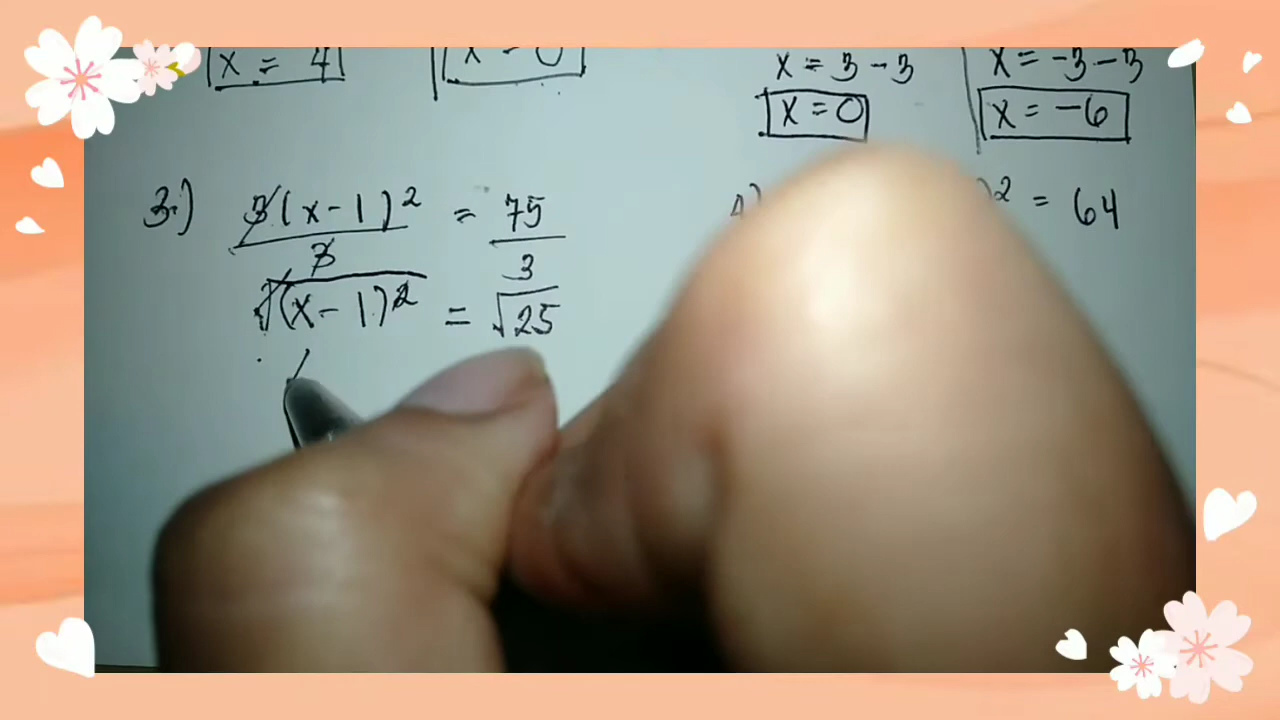 x = 4
x = 0
x = 3 - 3
x = -3 - 3
x = 0
x = -6
3.) 3(x-1)² = 75
3 3
√(x-1)² = √25
² = 64